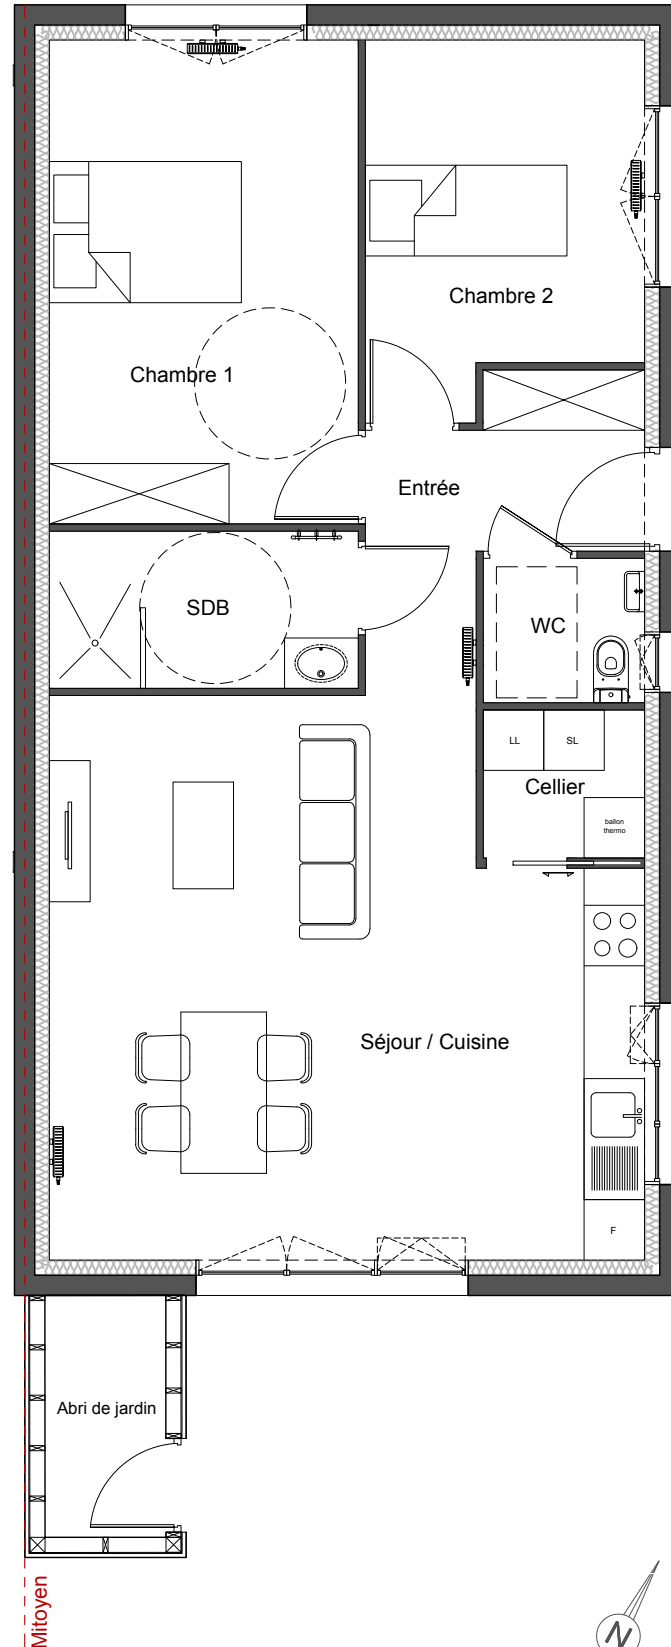 Chambre 2
Chambre 1
Entrée
SDB
WC
LL
SL
Cellier
ballon
thermo
Séjour / Cuisine
F
Abri de jardin
Mitoyen
N